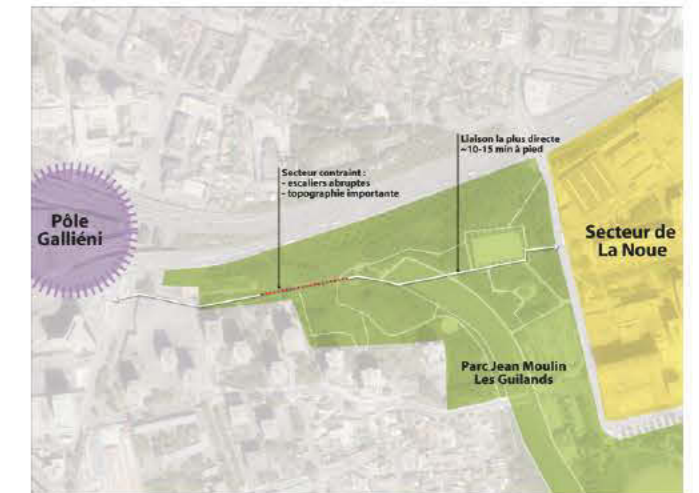 Liaison la plus directe
~10-15 min à pied
Secteur contraint :
- escaliers abruptes
- topographie importante
Pôle
Galliéni
Secteur de
La Noue
Parc Jean Moulin
Les Guilands